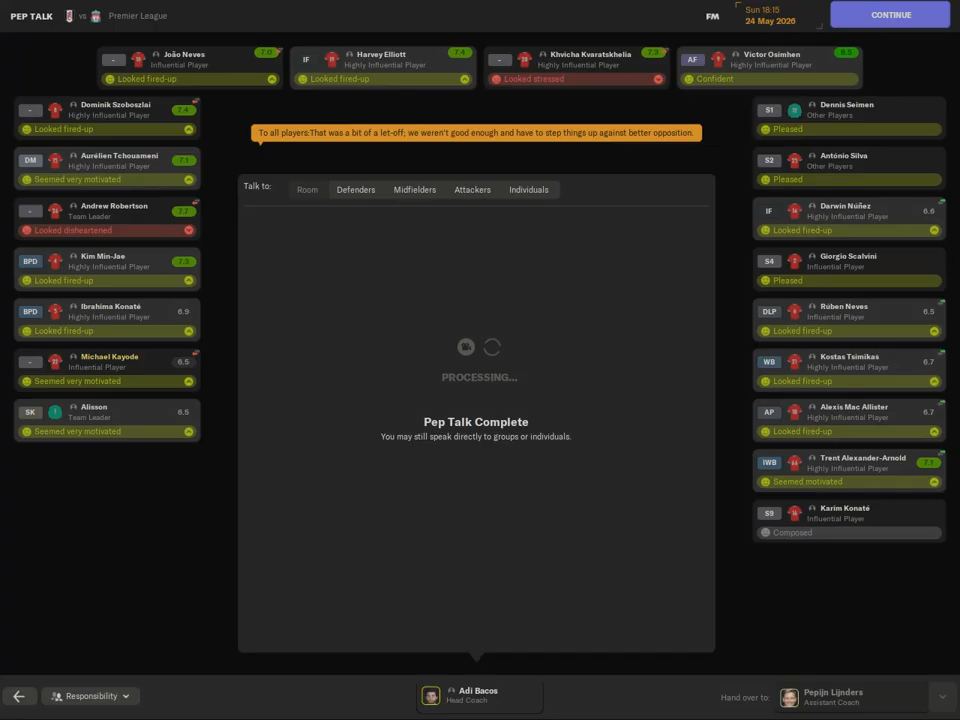 PEP TALK
vs
Premier League
FM
Sun 18:15
24 May 2026
CONTINUE
-
João Neves
Influential Player
7.0
Looked fired-up
IF
Harvey Elliott
Highly Influential Player
7.4
Looked fired-up
-
Khvicha Kvaratskhelia
Highly Influential Player
7.3
Looked stressed
AF
Victor Osimhen
Highly Influential Player
8.5
Confident
-
Dominik Szoboszlai
Highly Influential Player
7.4
Looked fired-up
DM
Aurélien Tchouameni
Highly Influential Player
7.1
Seemed very motivated
-
Andrew Robertson
Team Leader
7.7
Looked disheartened
BPD
Kim Min-Jae
Highly Influential Player
7.3
Looked fired-up
BPD
Ibrahima Konaté
Highly Influential Player
6.9
Looked fired-up
-
Michael Kayode
Influential Player
6.5
Seemed very motivated
SK
Alisson
Team Leader
6.5
Seemed very motivated
To all players:That was a bit of a let-off; we weren't good enough and have to step things up against better opposition.
Talk to:
Room
Defenders
Midfielders
Attackers
Individuals
PROCESSING...
Pep Talk Complete
You may still speak directly to groups or individuals.
S1
Dennis Seimen
Other Players
Pleased
S2
António Silva
Other Players
Pleased
IF
Darwin Núñez
Highly Influential Player
6.6
Looked fired-up
S4
Giorgio Scalvini
Influential Player
Pleased
DLP
Rúben Neves
Influential Player
6.5
Looked fired-up
WB
Kostas Tsimikas
Highly Influential Player
6.7
Looked fired-up
AP
Alexis Mac Allister
Highly Influential Player
6.7
Looked fired-up
IWB
Trent Alexander-Arnold
Highly Influential Player
7.1
Seemed motivated
S9
Karim Konaté
Influential Player
Composed
Responsibility
Adi Bacos
Head Coach
Hand over to:
Pepijn Lijnders
Assistant Coach